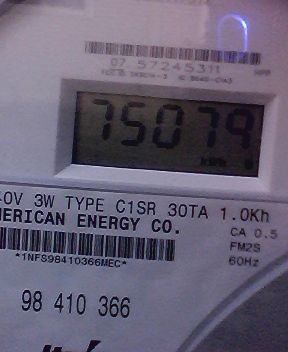 07 57245311
75079
kWh
0V 3W TYPE C1SR 30TA 1.0Kh
MERICAN ENERGY CO.
CA 0.5
FM2S
60Hz
*1NFS98410366MEC*
98 410 366